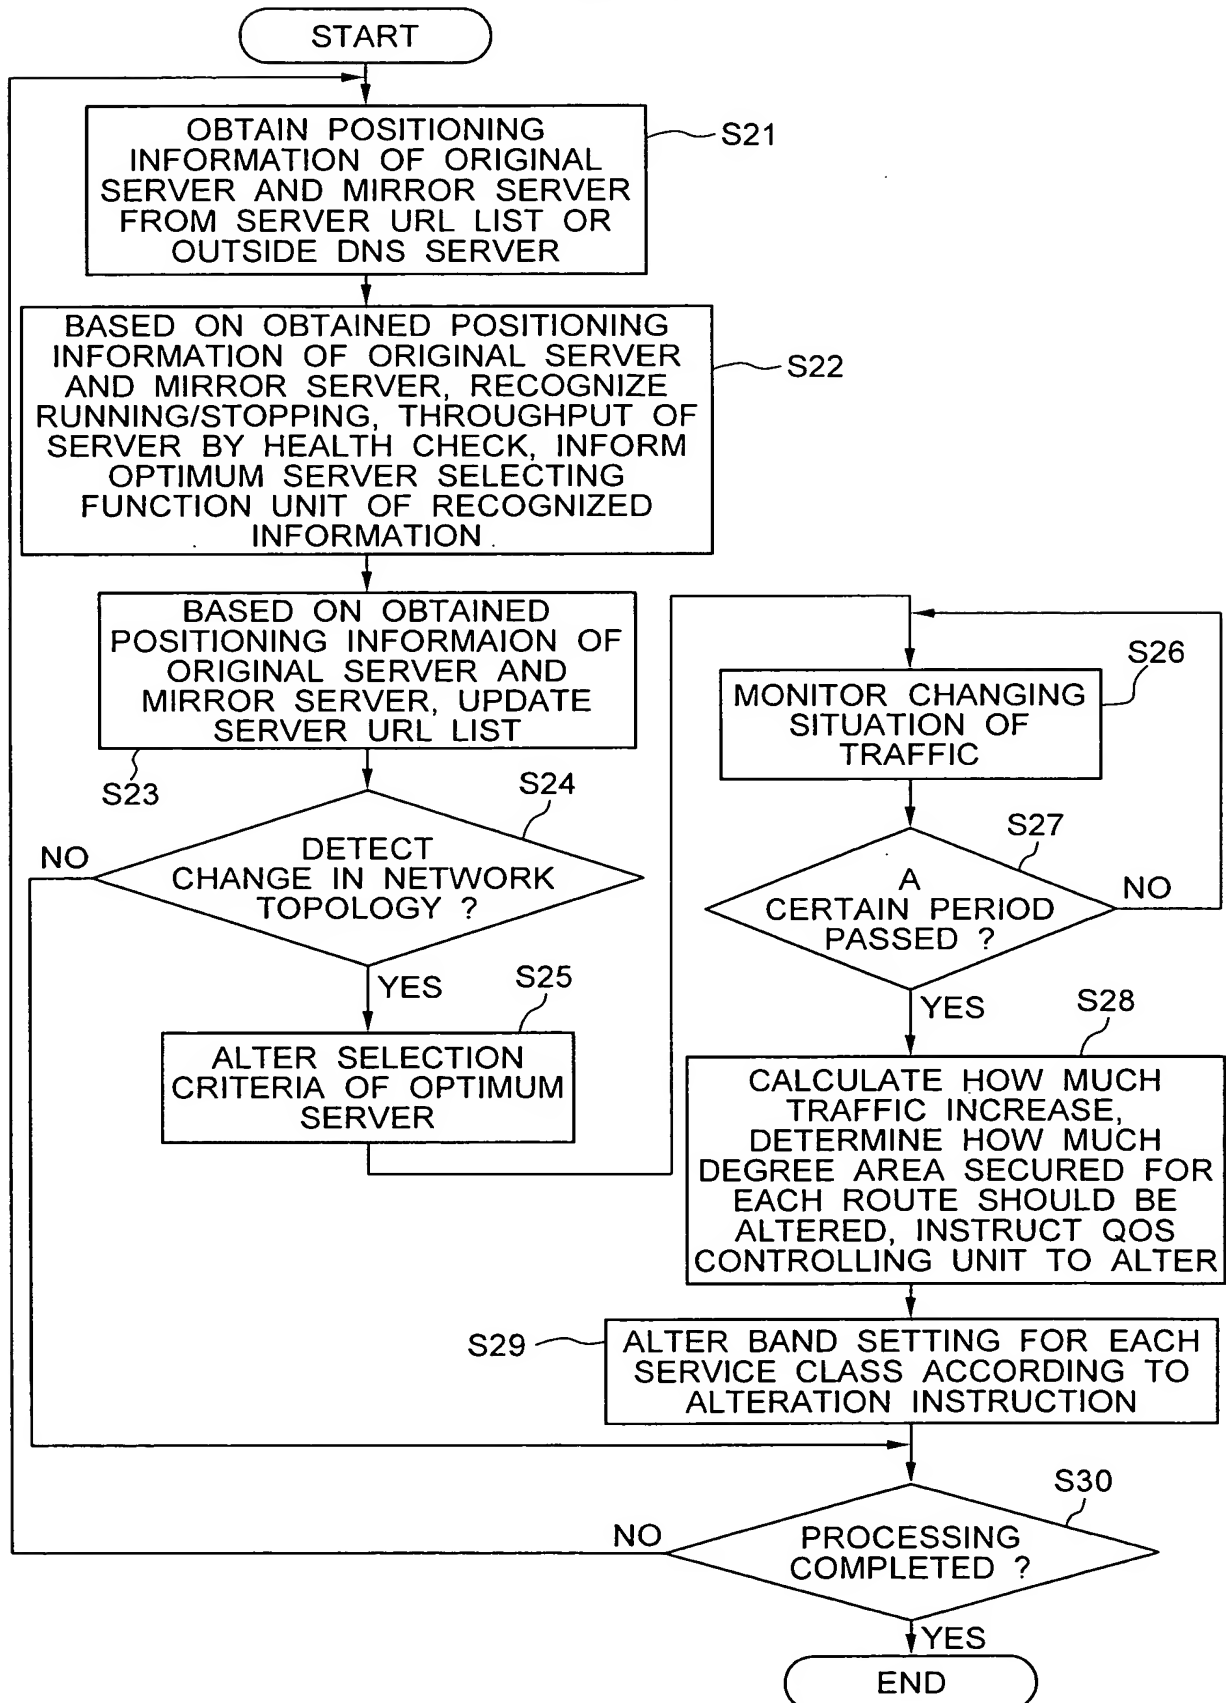 START
OBTAIN POSITIONING
INFORMATION OF ORIGINAL
SERVER AND MIRROR SERVER
FROM SERVER URL LIST OR
OUTSIDE DNS SERVER
S21
BASED ON OBTAINED POSITIONING
INFORMATION OF ORIGINAL SERVER
AND MIRROR SERVER, RECOGNIZE
RUNNING/STOPPING, THROUGHPUT OF
SERVER BY HEALTH CHECK, INFORM
OPTIMUM SERVER SELECTING
FUNCTION UNIT OF RECOGNIZED
INFORMATION
S22
BASED ON OBTAINED
POSITIONING INFORMAION OF
ORIGINAL SERVER AND
MIRROR SERVER, UPDATE
SERVER URL LIST
S23
S24
DETECT
CHANGE IN NETWORK
TOPOLOGY ?
NO
YES
S25
ALTER SELECTION
CRITERIA OF OPTIMUM
SERVER
S26
MONITOR CHANGING
SITUATION OF
TRAFFIC
S27
A
CERTAIN PERIOD
PASSED ?
NO
YES
S28
CALCULATE HOW MUCH
TRAFFIC INCREASE,
DETERMINE HOW MUCH
DEGREE AREA SECURED FOR
EACH ROUTE SHOULD BE
ALTERED, INSTRUCT QOS
CONTROLLING UNIT TO ALTER
S29
ALTER BAND SETTING FOR EACH
SERVICE CLASS ACCORDING TO
ALTERATION INSTRUCTION
S30
PROCESSING
COMPLETED ?
NO
YES
END